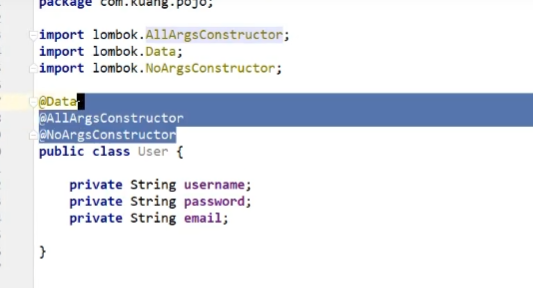 package com.kuang.pojo;
import lombok.AllArgsConstructor;
import lombok.Data;
import lombok.NoArgsConstructor;
@Data
@AllArgsConstructor
@NoArgsConstructor
public class User {
private String username;
private String password;
private String email;
}